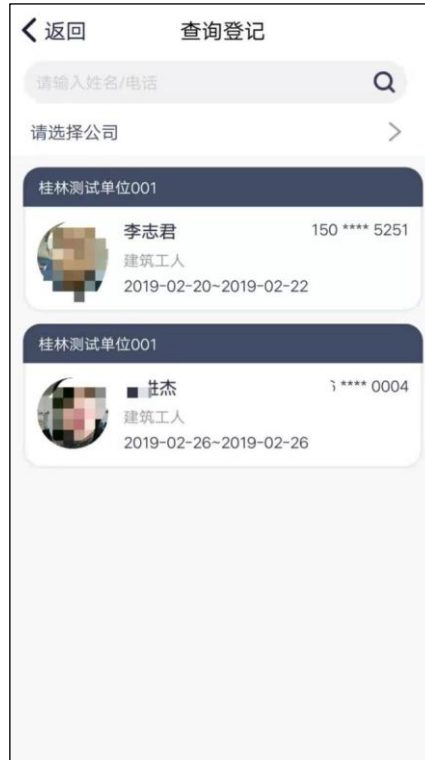 返回
查询登记
请输入姓名/电话
请选择公司
桂林测试单位001
李志君
150 **** 5251
建筑工人
2019-02-20~2019-02-22
桂林测试单位001
杰
**** 0004
建筑工人
2019-02-26~2019-02-26